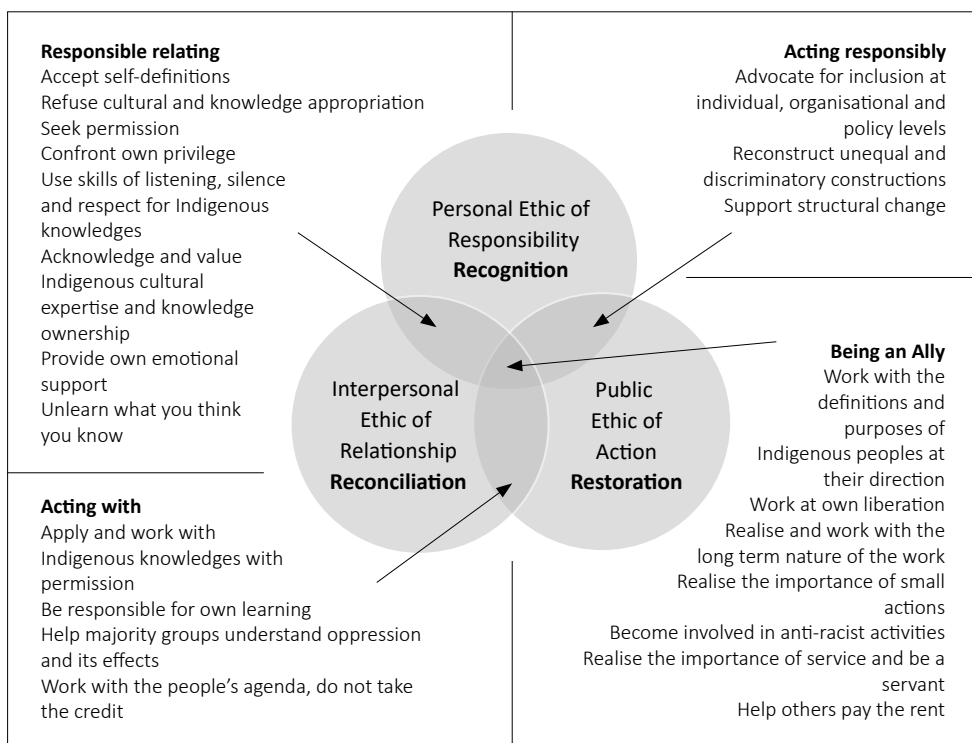 Responsible relating
Accept self-definitions
Refuse cultural and knowledge appropriation
Seek permission
Confront own privilege
Use skills of listening, silence
and respect for Indigenous
knowledges
Acknowledge and value
Indigenous cultural
expertise and knowledge
ownership
Provide own emotional
support
Unlearn what you think
you know
Acting responsibly
Advocate for inclusion at
individual, organisational and
policy levels
Reconstruct unequal and
discriminatory constructions
Support structural change
Personal Ethic of
Responsibility
Recognition
Interpersonal
Ethic of
Relationship
Reconciliation
Public
Ethic of
Action
Restoration
Being an Ally
Work with the
definitions and
purposes of
Indigenous peoples at
their direction
Work at own liberation
Realise and work with the
long term nature of the work
Realise the importance of small
actions
Become involved in anti-racist activities
Realise the importance of service and be a
servant
Help others pay the rent
Acting with
Apply and work with
Indigenous knowledges with
permission
Be responsible for own learning
Help majority groups understand oppression
and its effects
Work with the people's agenda, do not take
the credit